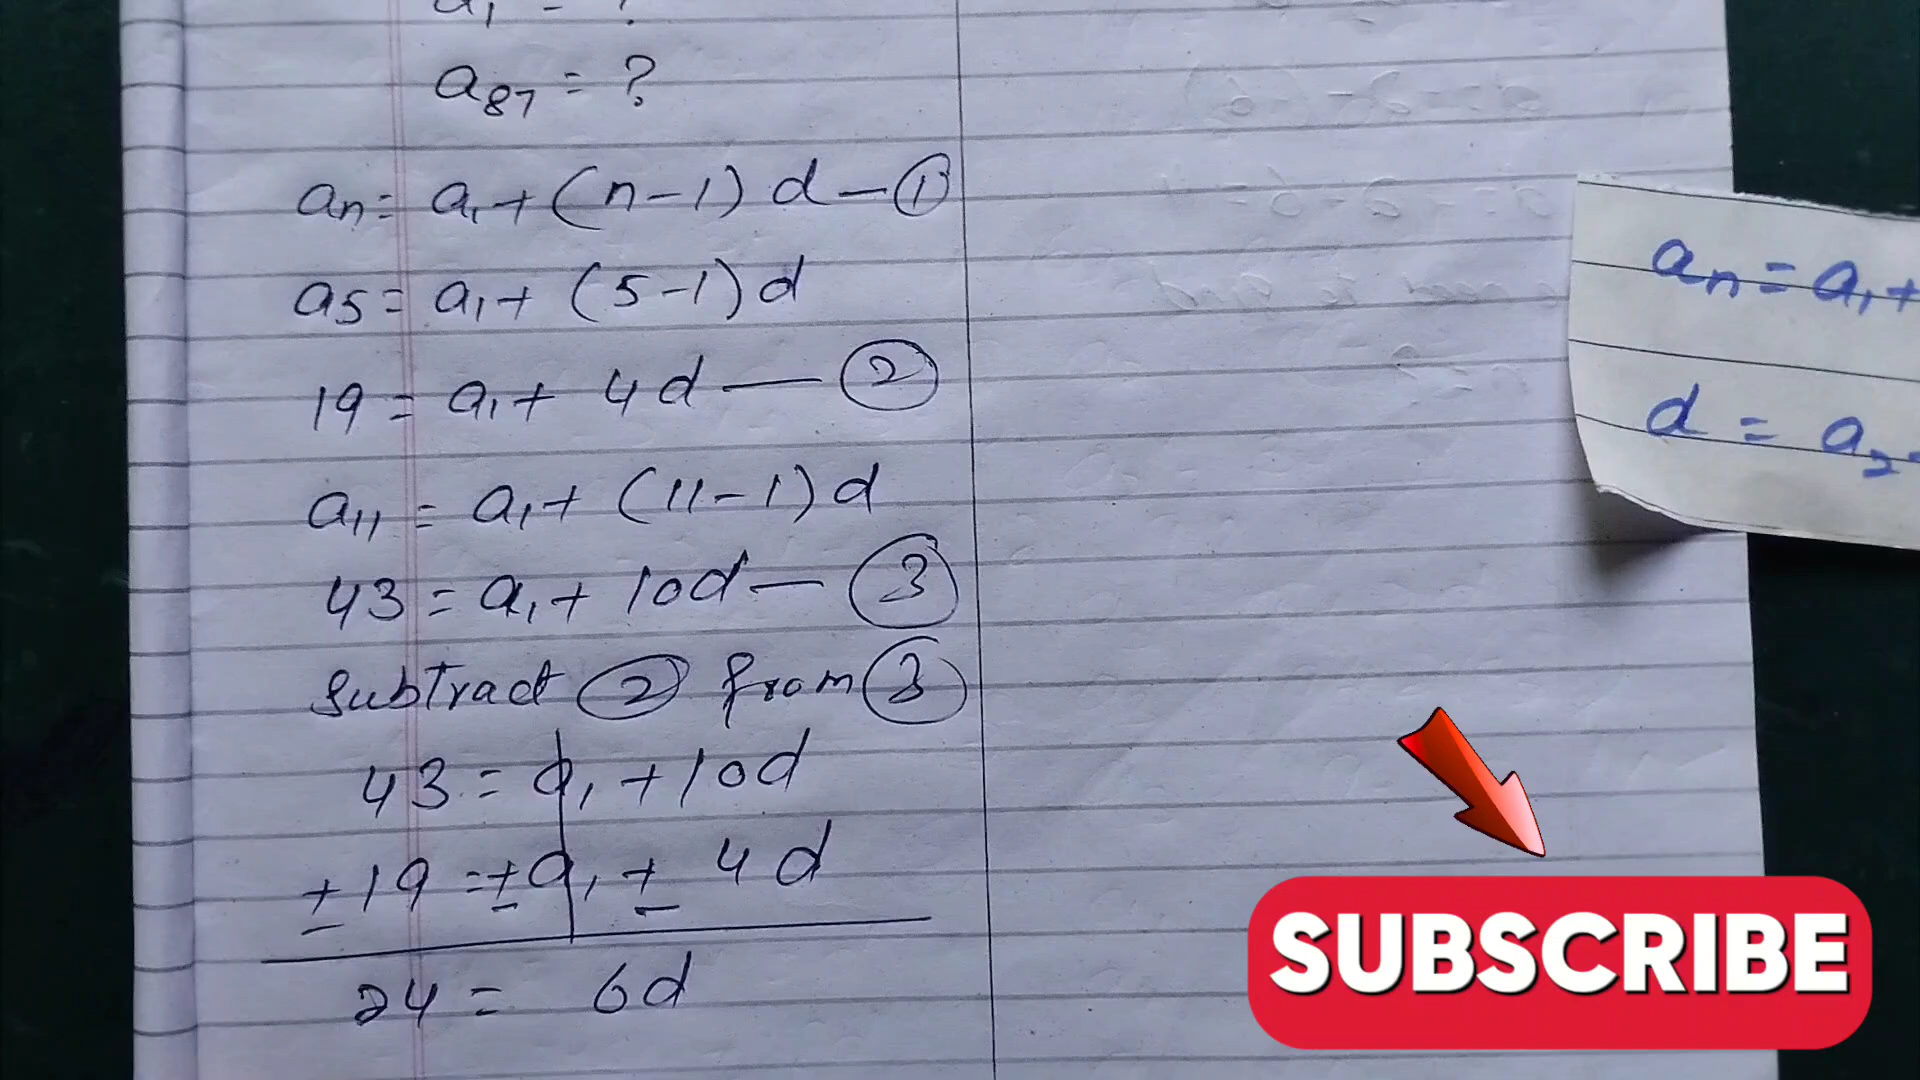 a₁ = ?
a₈₇ = ?
aₙ = a₁ + (n-1) d — ①
a₅ = a₁ + (5-1) d
19 = a₁ + 4d — ②
a₁₁ = a₁ + (11-1) d
43 = a₁ + 10d — ③
Subtract ② from ③
43 = a₁ + 10d
± 19 = ± a₁ ± 4d
24 = 6d
aₙ = a₁ +
d = a₂ -
SUBSCRIBE